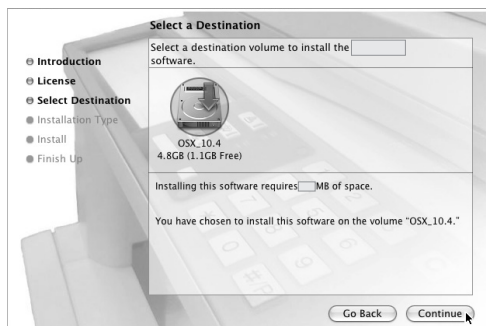 Select a Destination
Introduction
License
Select Destination
Installation Type
Install
Finish Up
Select a destination volume to install the
software.
OSX_10.4
4.8GB (1.1GB Free)
Installing this software requires MB of space.
You have chosen to install this software on the volume "OSX_10.4."
Go Back
Continue